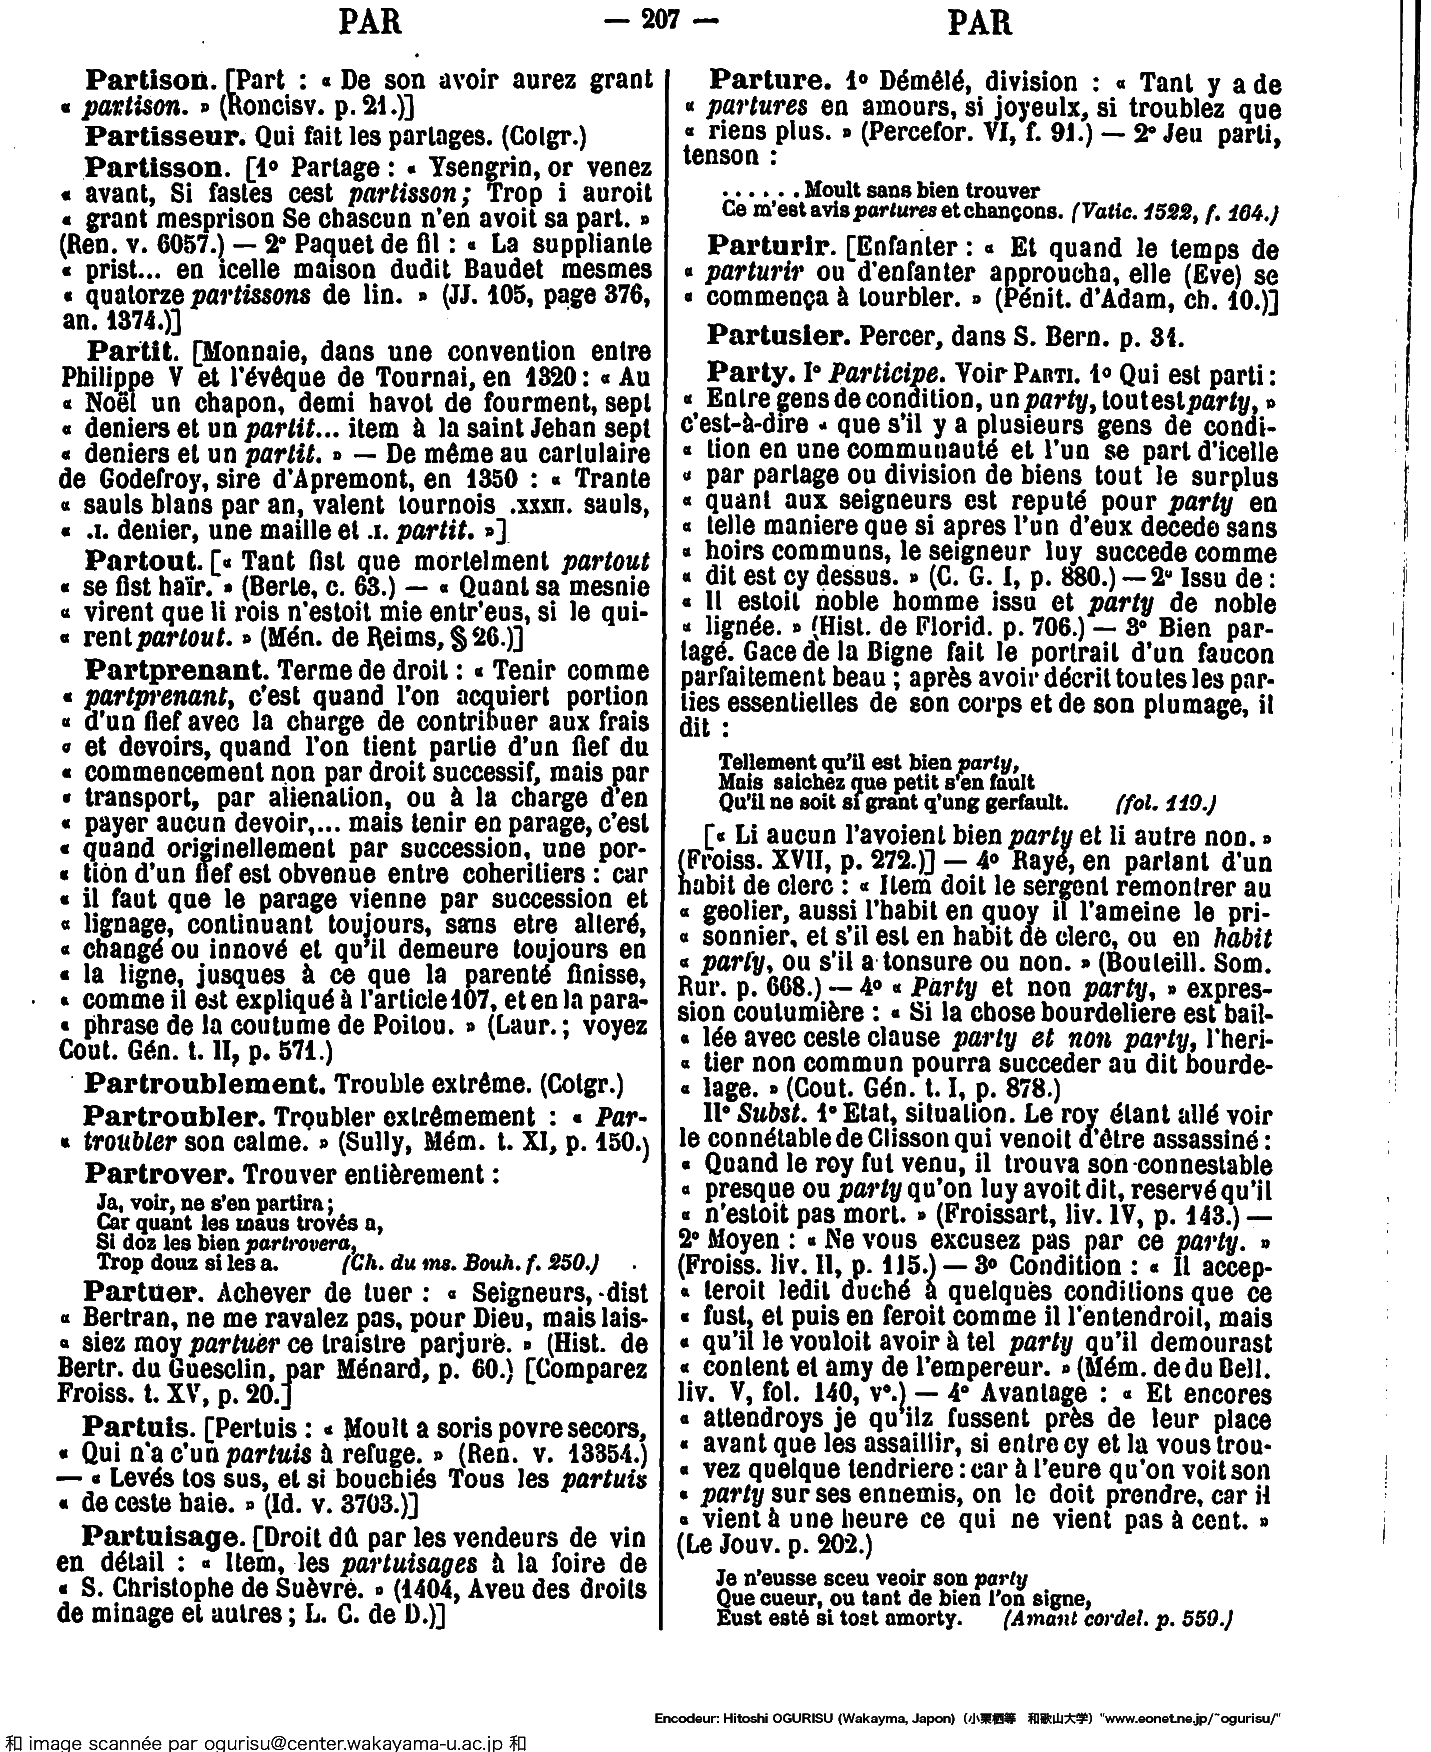 PAR — 207 — PAR
Partison. [Part : « De son avoir aurez grant
« partison. » (Roncisv. p. 21.)]
Partisseur. Qui fait les partages. (Cotgr.)
Partisson. [1º Partage : « Ysengrin, or venez
« avant, Si fastes cest partisson; Trop i auroit
« grant mesprison Se chascun n'en avoit sa part. »
(Ren. v. 6057.) — 2º Paquet de fil : « La suppliante
« prist... en icelle maison dudit Baudet mesmes
« quatorze partissons de lin. » (JJ. 105, page 376,
an. 1374.)]
Partit. [Monnaie, dans une convention entre
Philippe V et l'évêque de Tournai, en 1320 : « Au
« Noël un chapon, demi havot de fourment, sept
« deniers et un partit... item à la saint Jehan sept
« deniers et un partit. » — De même au cartulaire
de Godefroy, sire d'Apremont, en 1350 : « Trante
« sauls blans par an, valent tournois .XXXII. sauls,
« .I. denier, une maille et .I. partit. »]
Partout. [« Tant fist que mortelment partout
« se fist haïr. » (Berte, c. 63.) — « Quant sa mesnie
« virent que li rois n'estoit mie entr'eus, si le qui-
« rent partout. » (Mén. de Reims, § 26.)]
Partprenant. Terme de droit : « Tenir comme
« partprenant, c'est quand l'on acquiert portion
« d'un fief avec la charge de contribuer aux frais
« et devoirs, quand l'on tient partie d'un fief du
« commencement non par droit successif, mais par
« transport, par alienation, ou à la charge d'en
« payer aucun devoir,... mais tenir en parage, c'est
« quand originellement par succession, une por-
« tion d'un fief est obvenue entre coheritiers : car
« il faut que le parage vienne par succession et
« lignage, continuant toujours, sans etre alteré,
« changé ou innové et qu'il demeure toujours en
« la ligne, jusques à ce que la parenté finisse,
« comme il est expliqué à l'article 107, et en la para-
« phrase de la coutume de Poitou. » (Laur. ; voyez
Cout. Gén. t. II, p. 571.)
Partroublement. Trouble extrême. (Cotgr.)
Partroubler. Troubler extrêmement : « Par-
« troubler son calme. » (Sully, Mém. t. XI, p. 150.)
Partrover. Trouver entièrement :
Ja, voir, ne s'en partira ;
Car quant les maus trovés a,
Si doz les bien partrovera,
Trop douz si les a. (Ch. du ms. Bouh. f. 250.)
Partuer. Achever de tuer : « Seigneurs, dist
« Bertran, ne me ravalez pas, pour Dieu, mais lais-
« siez moy partuer ce traistre parjure. » (Hist. de
Bertr. du Guesclin, par Ménard, p. 60.) [Comparez
Froiss. t. XV, p. 20.]
Partuis. [Pertuis : « Moult a soris povre secors,
« Qui n'a c'un partuis à refuge. » (Ren. v. 13354.)
— « Levés tos sus, et si bouchiés Tous les partuis
« de ceste haie. » (Id. v. 3703.)]
Partuisage. [Droit dû par les vendeurs de vin
en détail : « Item, les partuisages à la foire de
« S. Christophe de Suèvre. » (1404, Aveu des droits
de minage et autres ; L. C. de D.)]
Parture. 1º Démêlé, division : « Tant y a de
« partures en amours, si joyeulx, si troublez que
« riens plus. » (Percefor. VI, f. 91.) — 2º Jeu parti,
tenson :
. . . . . . Moult sans bien trouver
Ce m'est avis partures et chançons. (Vatic. 1522, f. 164.)
Parturir. [Enfanter : « Et quand le temps de
« parturir ou d'enfanter approucha, elle (Eve) se
« commença à tourbler. » (Pénit. d'Adam, ch. 10.)]
Partusier. Percer, dans S. Bern. p. 31.
Party. Iº Participe. Voir PARTI. 1º Qui est parti :
« Entre gens de condition, un party, tout est party, »
c'est-à-dire « que s'il y a plusieurs gens de condi-
« tion en une communauté et l'un se part d'icelle
« par partage ou division de biens tout le surplus
« quant aux seigneurs est reputé pour party en
« telle maniere que si apres l'un d'eux decede sans
« hoirs communs, le seigneur luy succede comme
« dit est cy dessus. » (C. G. I, p. 880.) — 2º Issu de :
« Il estoit noble homme issu et party de noble
« lignée. » (Hist. de Florid. p. 706.) — 3º Bien par-
tagé. Gace de la Bigne fait le portrait d'un faucon
parfaitement beau ; après avoir décrit toutes les par-
ties essentielles de son corps et de son plumage, il
dit :
Tellement qu'il est bien party,
Mais saichez que petit s'en fault
Qu'il ne soit si grant q'ung gerfault. (fol. 119.)
[« Li aucun l'avoient bien party et li autre non. »
(Froiss. XVII, p. 272.)] — 4º Rayé, en parlant d'un
habit de clerc : « Item doit le sergent remontrer au
« geolier, aussi l'habit en quoy il l'ameine le pri-
« sonnier, et s'il est en habit de clerc, ou en habit
« party, ou s'il a tonsure ou non. » (Bouteill. Som.
Rur. p. 668.) — 4º « Party et non party, » expres-
sion coutumière : « Si la chose bourdeliere est bail-
« lée avec ceste clause party et non party, l'heri-
« tier non commun pourra succeder au dit bourde-
« lage. » (Cout. Gén. t. I, p. 878.)
IIº Subst. 1º Etat, situation. Le roy étant allé voir
le connétable de Clisson qui venoit d'être assassiné :
« Quand le roy fut venu, il trouva son connestable
« presque ou party qu'on luy avoit dit, reservé qu'il
« n'estoit pas mort. » (Froissart, liv. IV, p. 143.) —
2º Moyen : « Ne vous excusez pas par ce party. »
(Froiss. liv. II, p. 115.) — 3º Condition : « Il accep-
« teroit ledit duché à quelques conditions que ce
« fust, et puis en feroit comme il l'entendroit, mais
« qu'il le vouloit avoir à tel party qu'il demourast
« content et amy de l'empereur. » (Mém. de du Bell.
liv. V, fol. 140, vº.) — 4º Avantage : « Et encores
« attendroys je qu'ilz fussent près de leur place
« avant que les assaillir, si entre cy et la vous trou-
« vez quelque tendriere : car à l'eure qu'on voit son
« party sur ses ennemis, on le doit prendre, car il
« vient à une heure ce qui ne vient pas à cent. »
(Le Jouv. p. 202.)
Je n'eusse sceu veoir son party
Que cueur, ou tant de bien l'on signe,
Eust esté si tost amorty. (Amant cordel. p. 559.)
Encodeur: Hitoshi OGURISU (Wakayma, Japon) (小栗栖等 和歌山大学) "www.eonet.ne.jp/~ogurisu/"
和 image scannée par ogurisu@center.wakayama-u.ac.jp 和